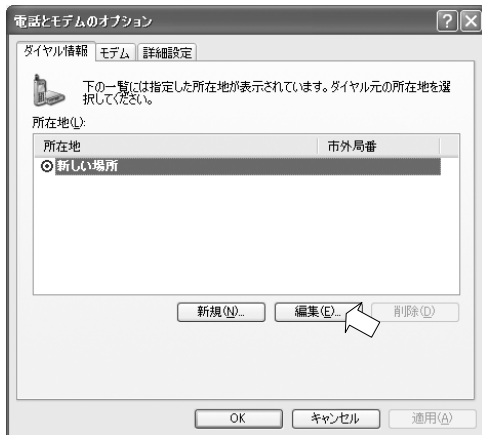 電話とモデムのオプション
ダイヤル情報 モデム 詳細設定
下の一覧には指定した所在地が表示されています。ダイヤル元の所在地を選
択してください。
所在地(L):
所在地 市外局番
新しい場所
新規(N)... 編集(E)... 削除(D)
OK キャンセル 適用(A)